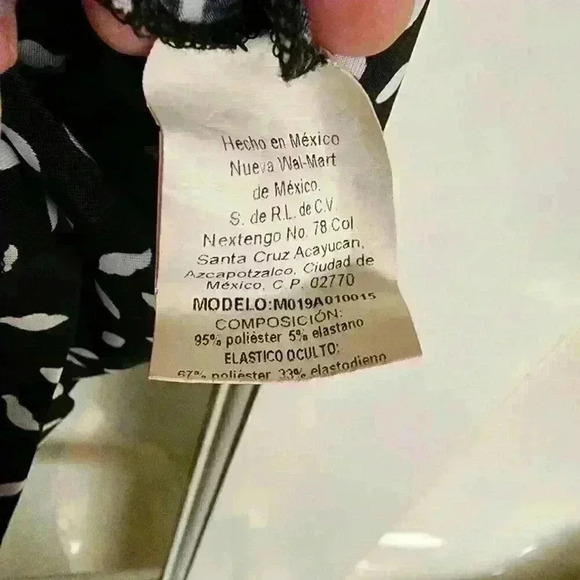 Hecho en México
Nueva Wal-Mart
de México.
S. de R.L. de C.V.
Nextengo No. 78 Col
Santa Cruz Acayucan,
Azcapotzalco, Ciudad de
México, C P. 02770
MODELO:M019A010015
COMPOSICIÓN:
95% poliéster 5% elastano
ELASTICO OCULTO:
67% poliéster 33% elastodieno